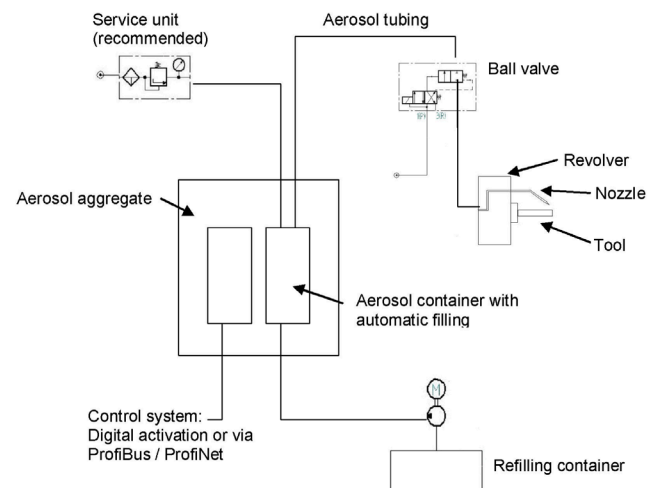 Service unit
(recommended)
Aerosol tubing
Ball valve
Revolver
Nozzle
Tool
Aerosol aggregate
Aerosol container with
automatic filling
Control system:
Digital activation or via
ProfiBus / ProfiNet
M
Refilling container